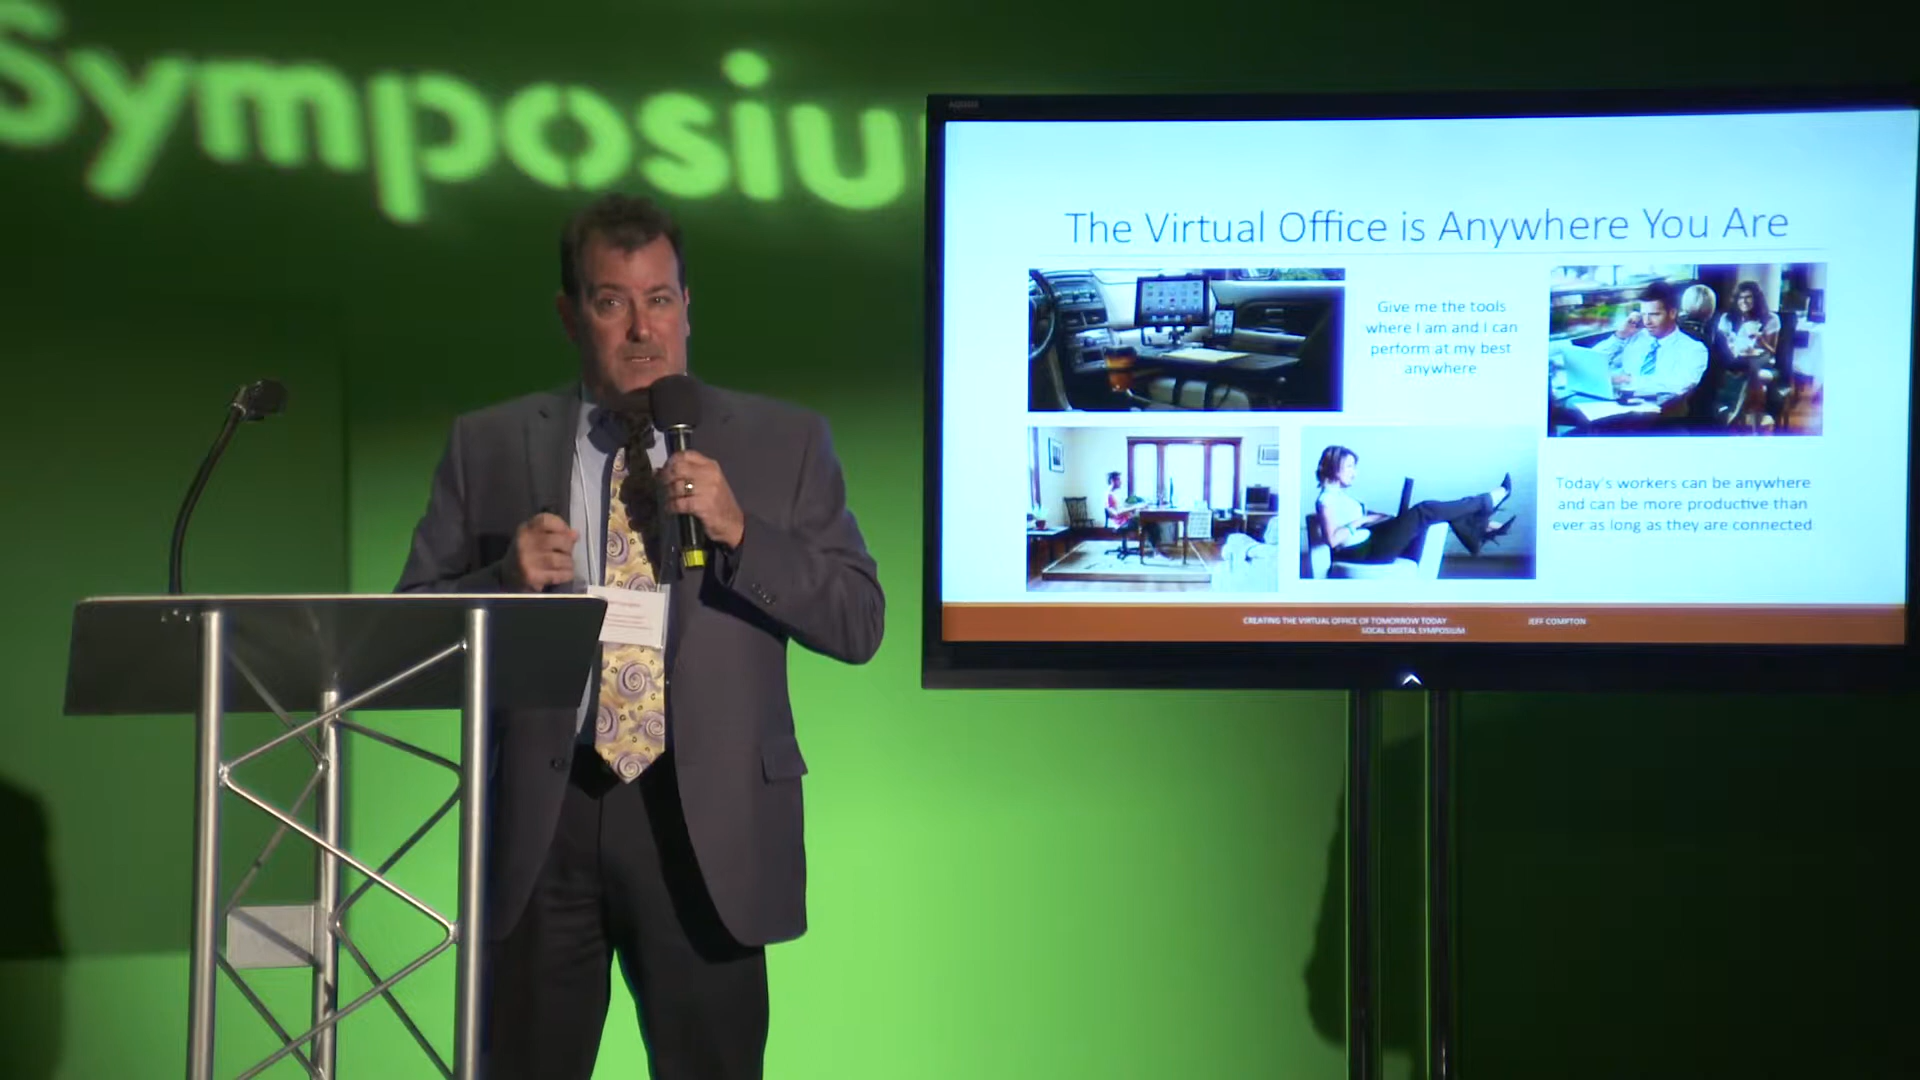 Symposiu
The Virtual Office is Anywhere You Are
Give me the tools
where I am and I can
perform at my best
anywhere
Today's workers can be anywhere
and can be more productive than
ever as long as they are connected
CREATING THE VIRTUAL OFFICE OF TOMORROW TODAY
SOCAL DIGITAL SYMPOSIUM
JEFF COMPTON